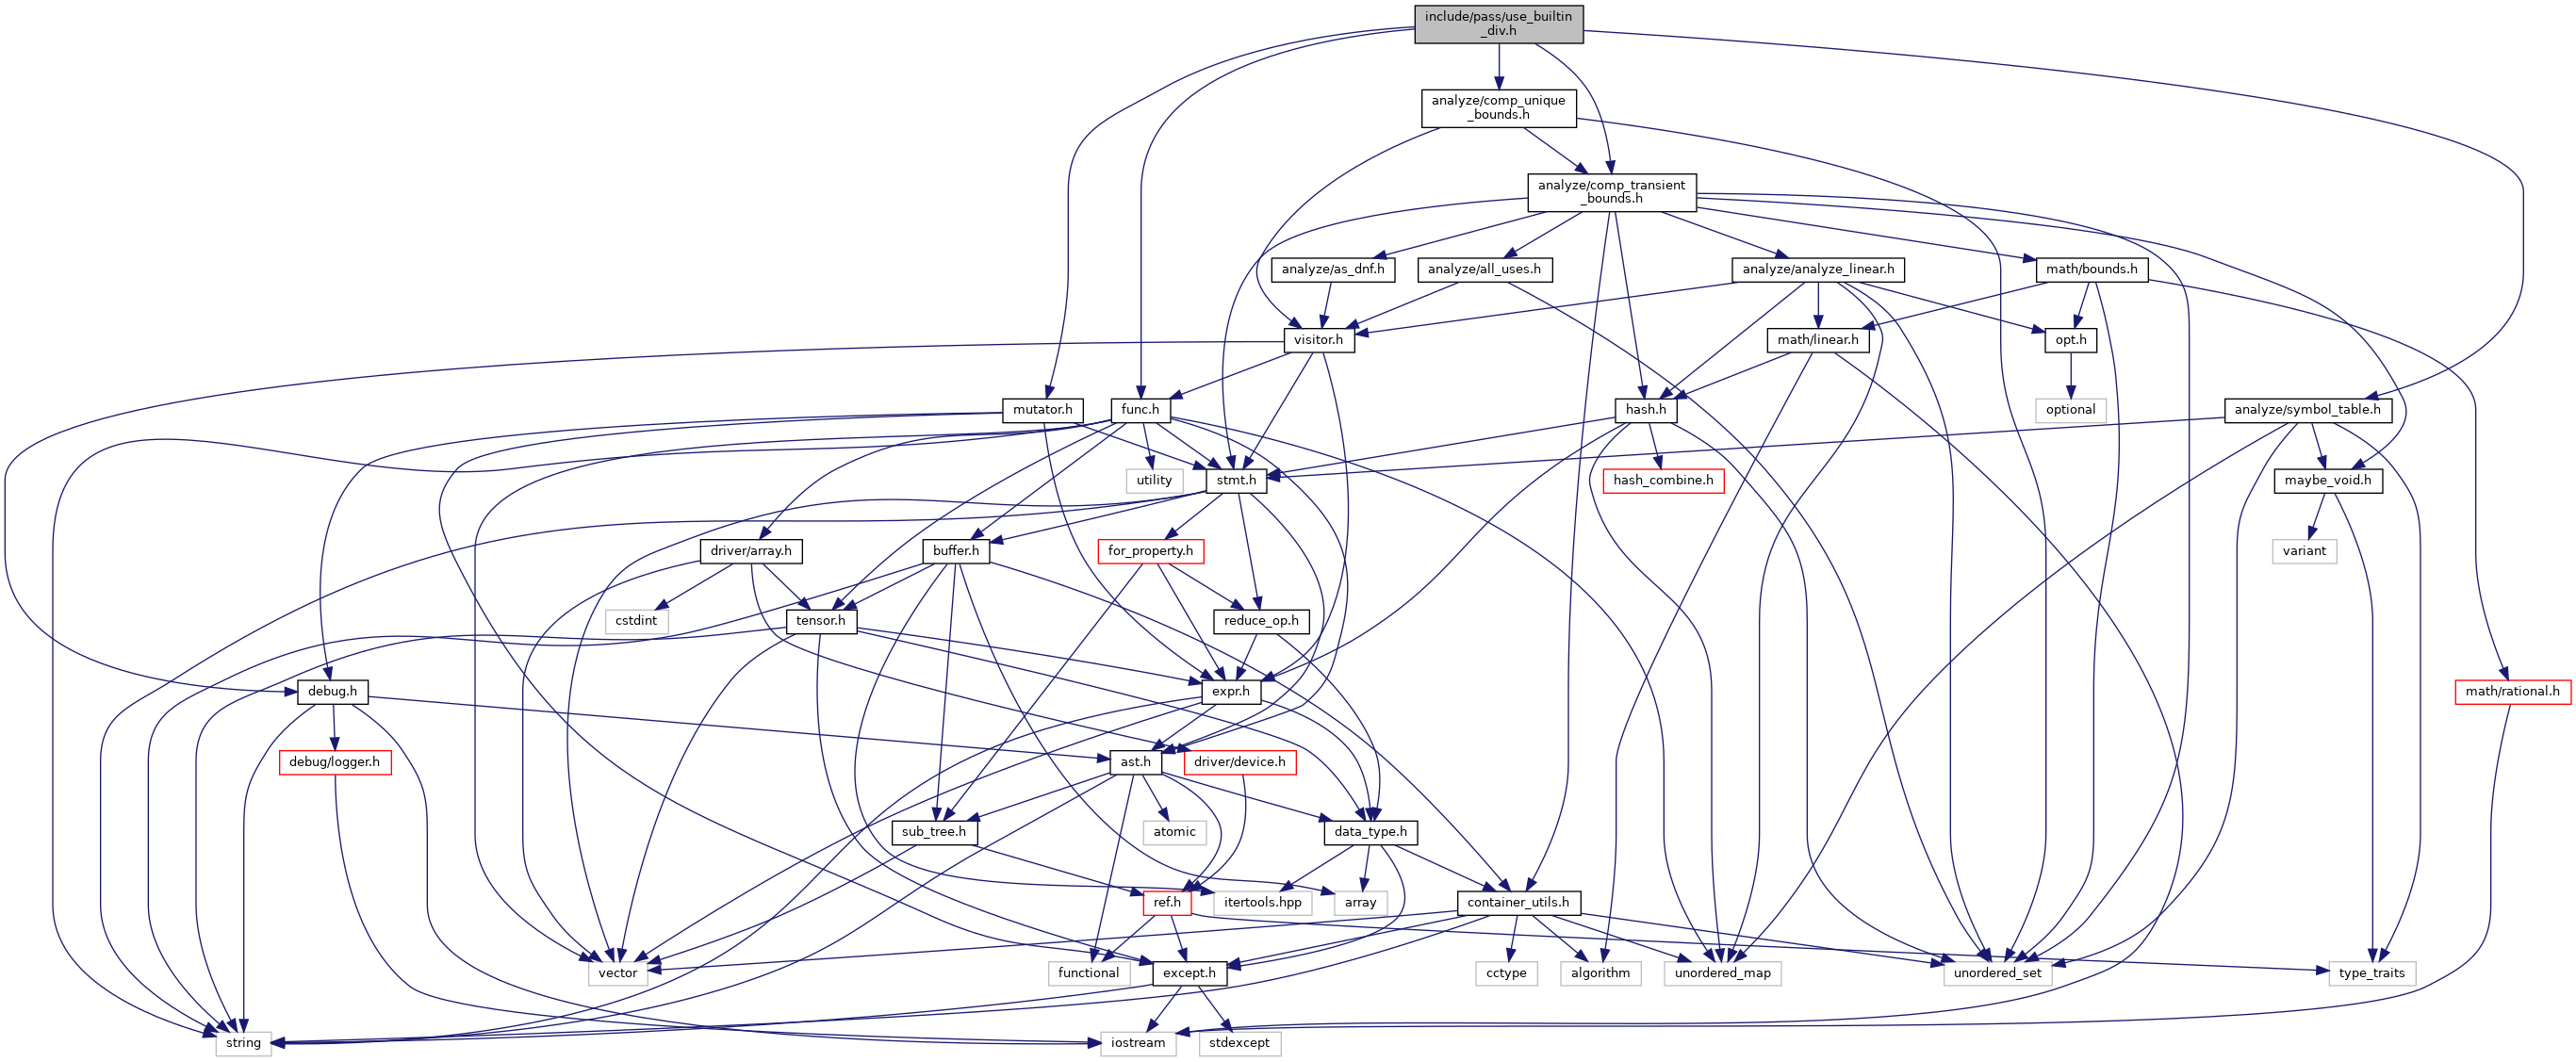 include/pass/use_builtin
_div.h
analyze/comp_unique
_bounds.h
analyze/comp_transient
_bounds.h
analyze/as_dnf.h
analyze/all_uses.h
analyze/analyze_linear.h
math/bounds.h
visitor.h
math/linear.h
opt.h
mutator.h
func.h
hash.h
optional
analyze/symbol_table.h
utility
stmt.h
hash_combine.h
maybe_void.h
driver/array.h
buffer.h
for_property.h
variant
cstdint
tensor.h
reduce_op.h
debug.h
expr.h
math/rational.h
debug/logger.h
ast.h
driver/device.h
sub_tree.h
atomic
data_type.h
ref.h
itertools.hpp
array
container_utils.h
vector
functional
except.h
cctype
algorithm
unordered_map
unordered_set
type_traits
string
iostream
stdexcept